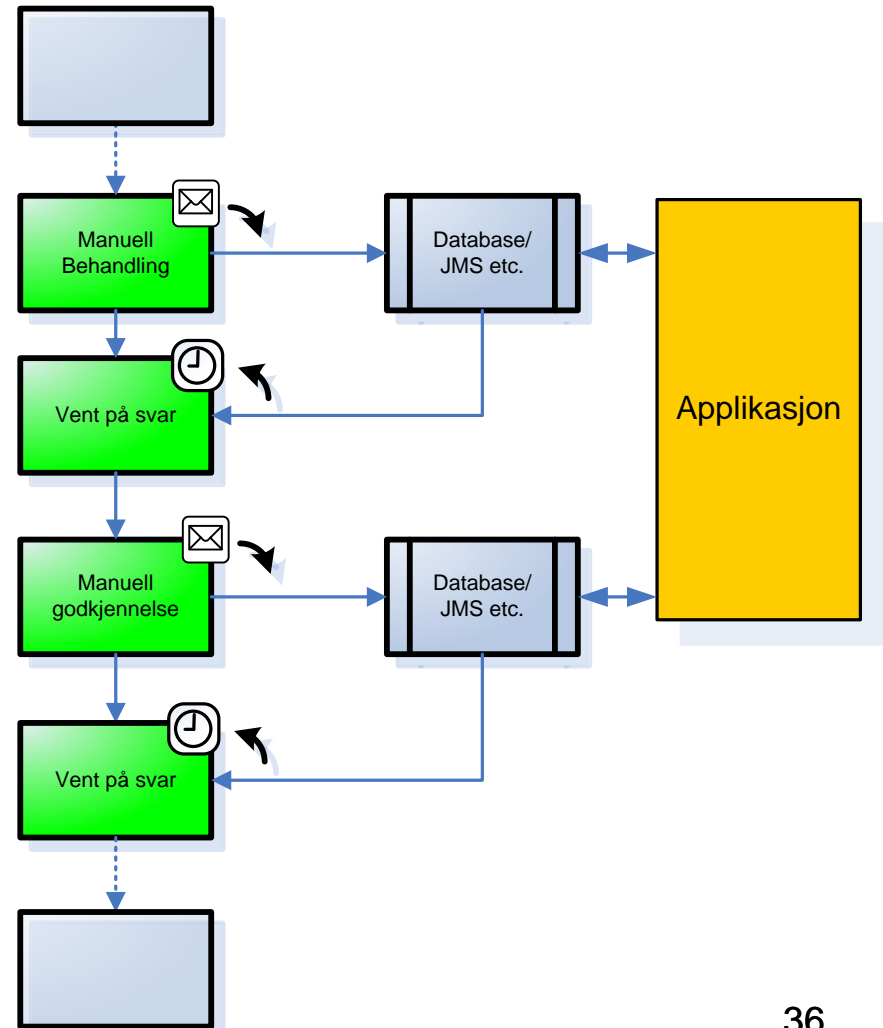 Manuell
Behandling
Database/
JMS etc.
Vent på svar
Applikasjon
Manuell
godkjennelse
Database/
JMS etc.
Vent på svar
36